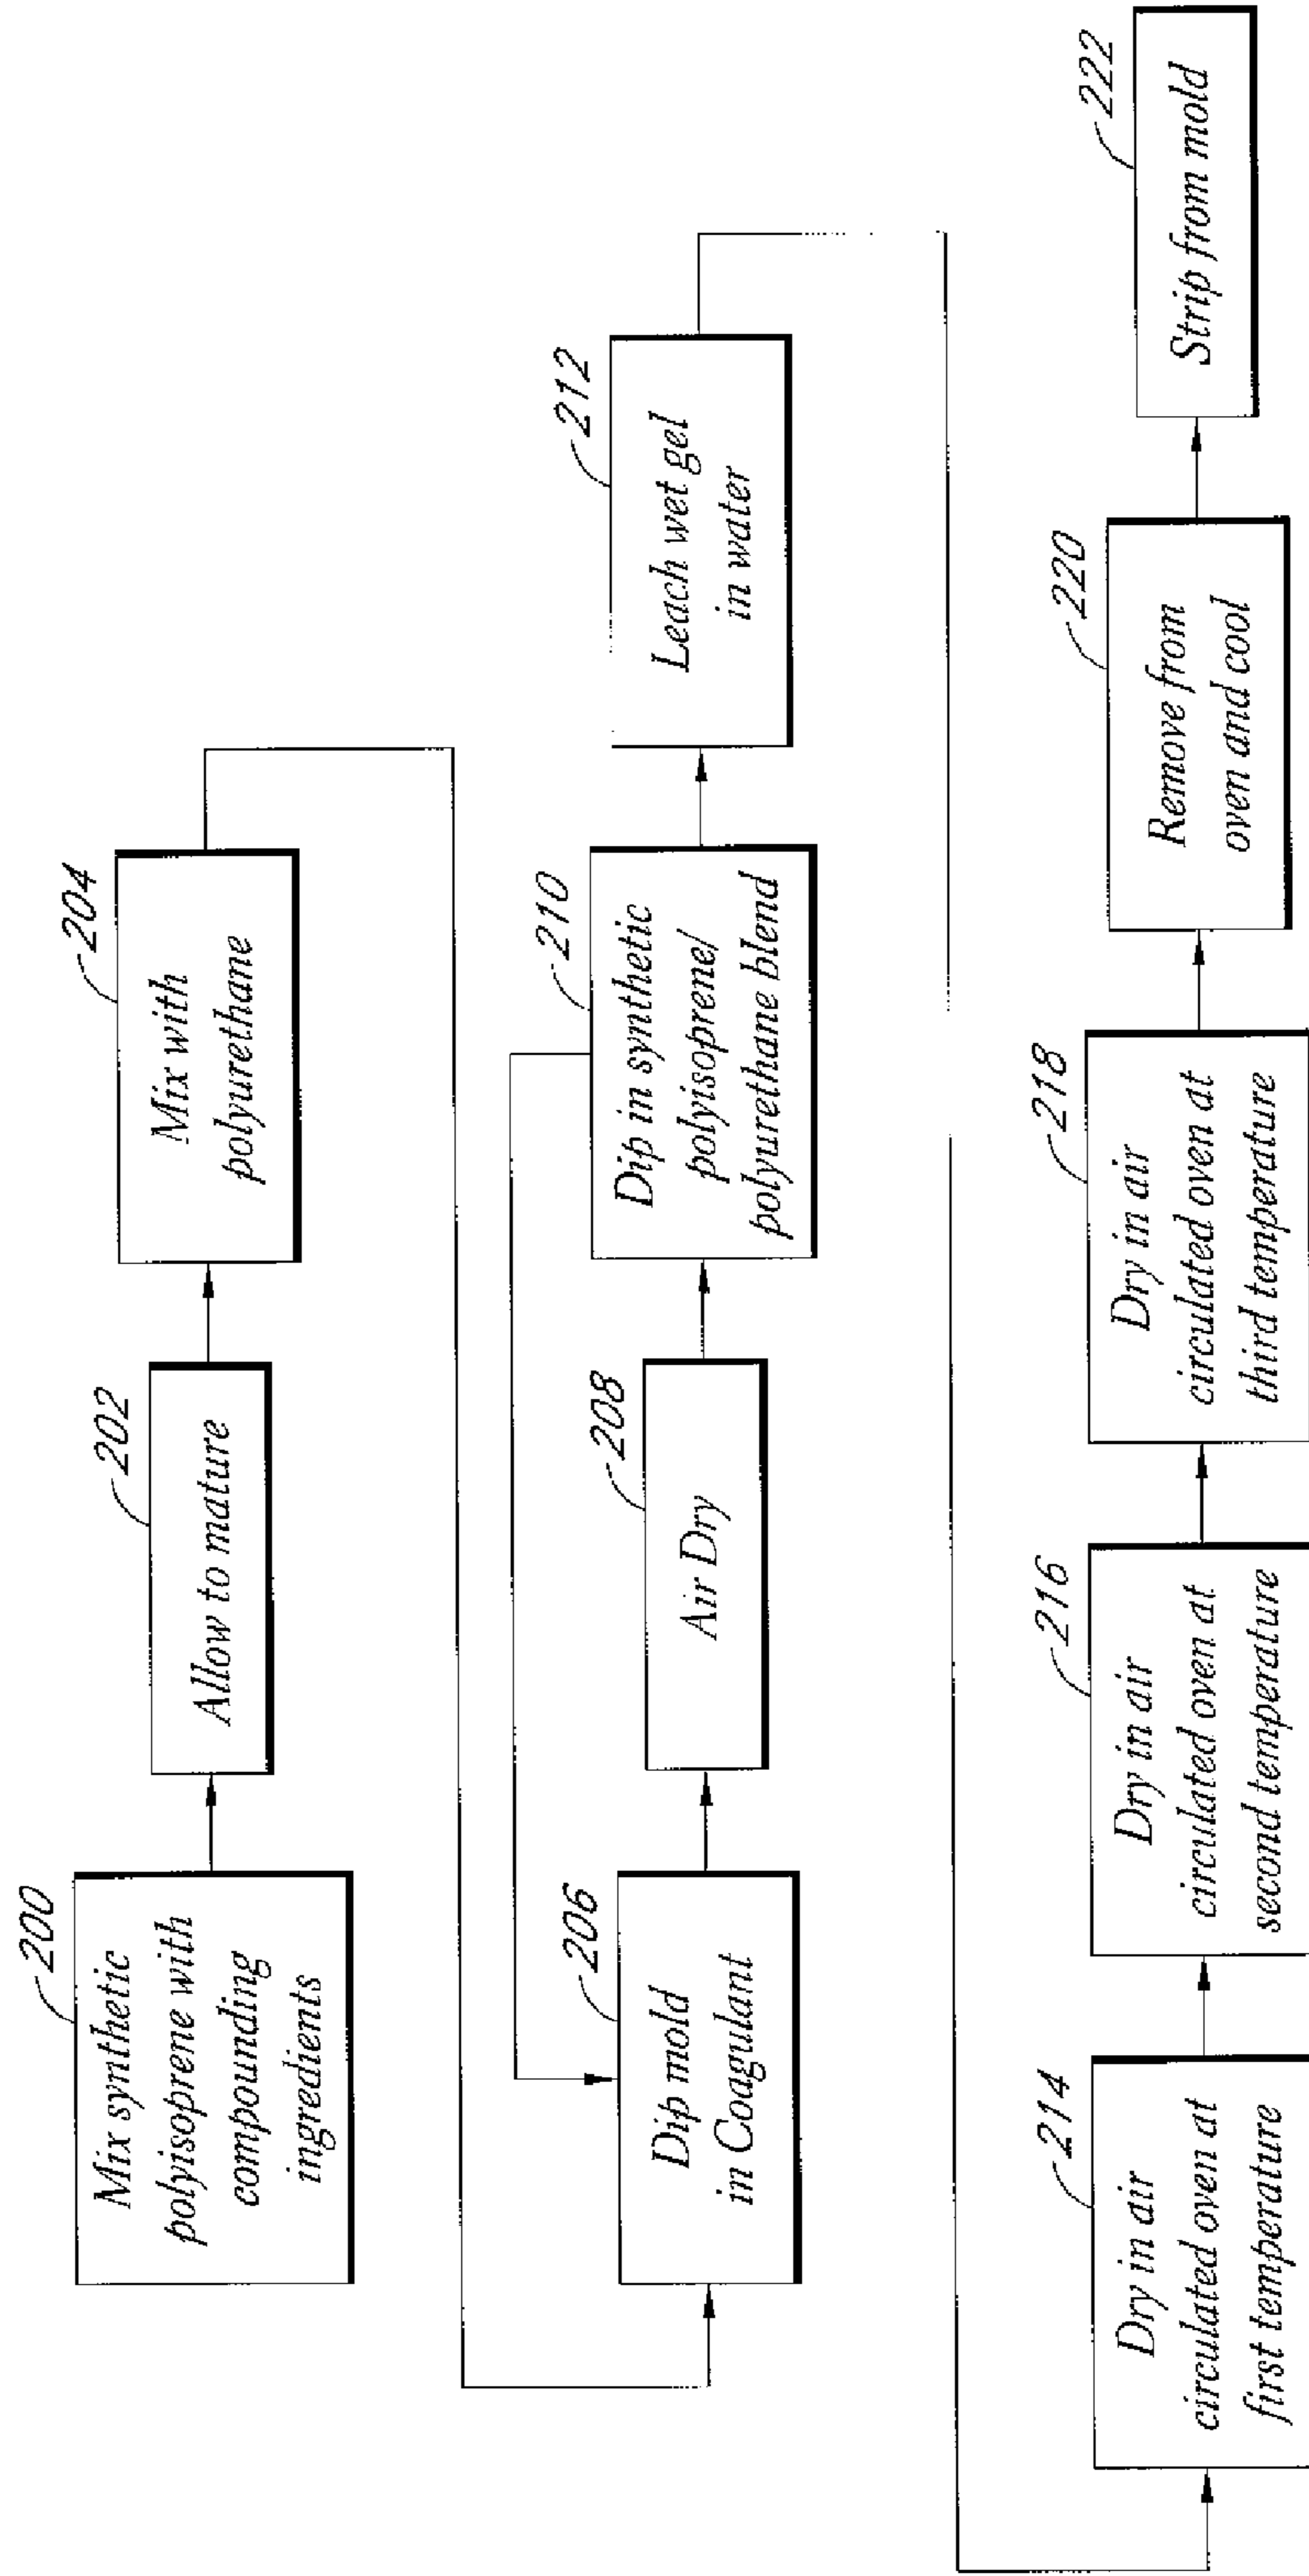 200
Mix synthetic
polyisoprene with
compounding
ingredients
202
Allow to mature
204
Mix with
polyurethane
206
Dip mold
in Coagulant
208
Air Dry
210
Dip in synthetic
polyisoprene/
polyurethane blend
212
Leach wet gel
in water
214
Dry in air
circulated oven at
first temperature
216
Dry in air
circulated oven at
second temperature
218
Dry in air
circulated oven at
third temperature
220
Remove from
oven and cool
222
Strip from mold